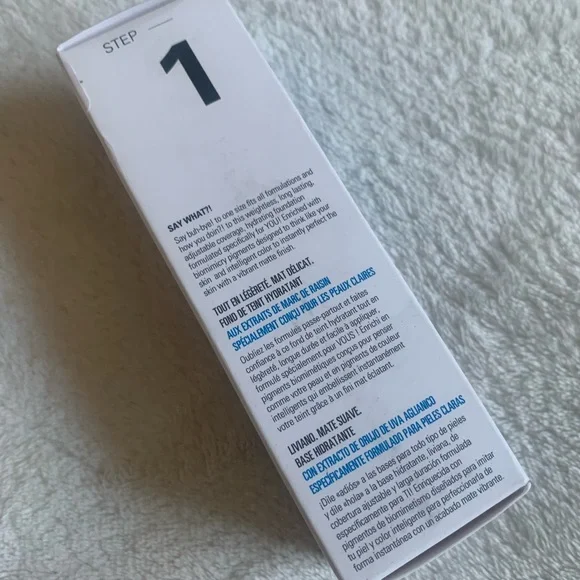 STEP
1
SAY WHAT?!
Say buh-bye! to one size fits all formulations and
how you doin?! to this weightless, long lasting,
adjustable coverage, hydrating foundation
formulated specifically for YOU! Enriched with
biomimicry pigments designed to think like your
skin and intelligent color to instantly perfect the
skin with a vibrant matte finish.
TOUT EN LÉGÈRETÉ. MAT DÉLICAT.
FOND DE TEINT HYDRATANT
AUX EXTRAITS DE MARC DE RAISIN
SPÉCIALEMENT CONÇU POUR LES PEAUX CLAIRES
Oubliez les formules passe-partout et faites
confiance à ce fond de teint hydratant tout en
légèreté, longue durée et facile à appliquer,
formulé spécialement pour VOUS ! Enrichi en
pigments biomimétiques conçus pour penser
comme votre peau et en pigments de couleur
intelligents qui embellissent instantanément
votre teint grâce à un fini mat éclatant.
LIVIANO. MATE SUAVE.
BASE HIDRATANTE
CON EXTRACTO DE ORUJO DE UVA AGLIANICO
ESPECÍFICAMENTE FORMULADO PARA PIELES CLARAS
¡Dile «adiós» a las bases para todo tipo de pieles
y dile «hola» a la base hidratante, liviana, de
cobertura ajustable y larga duración formulada
específicamente para TI! Enriquecida con
pigmentos de biomimetismo diseñados para imitar
tu piel y color inteligente para perfeccionarla de
forma instantánea con un acabado mate vibrante.